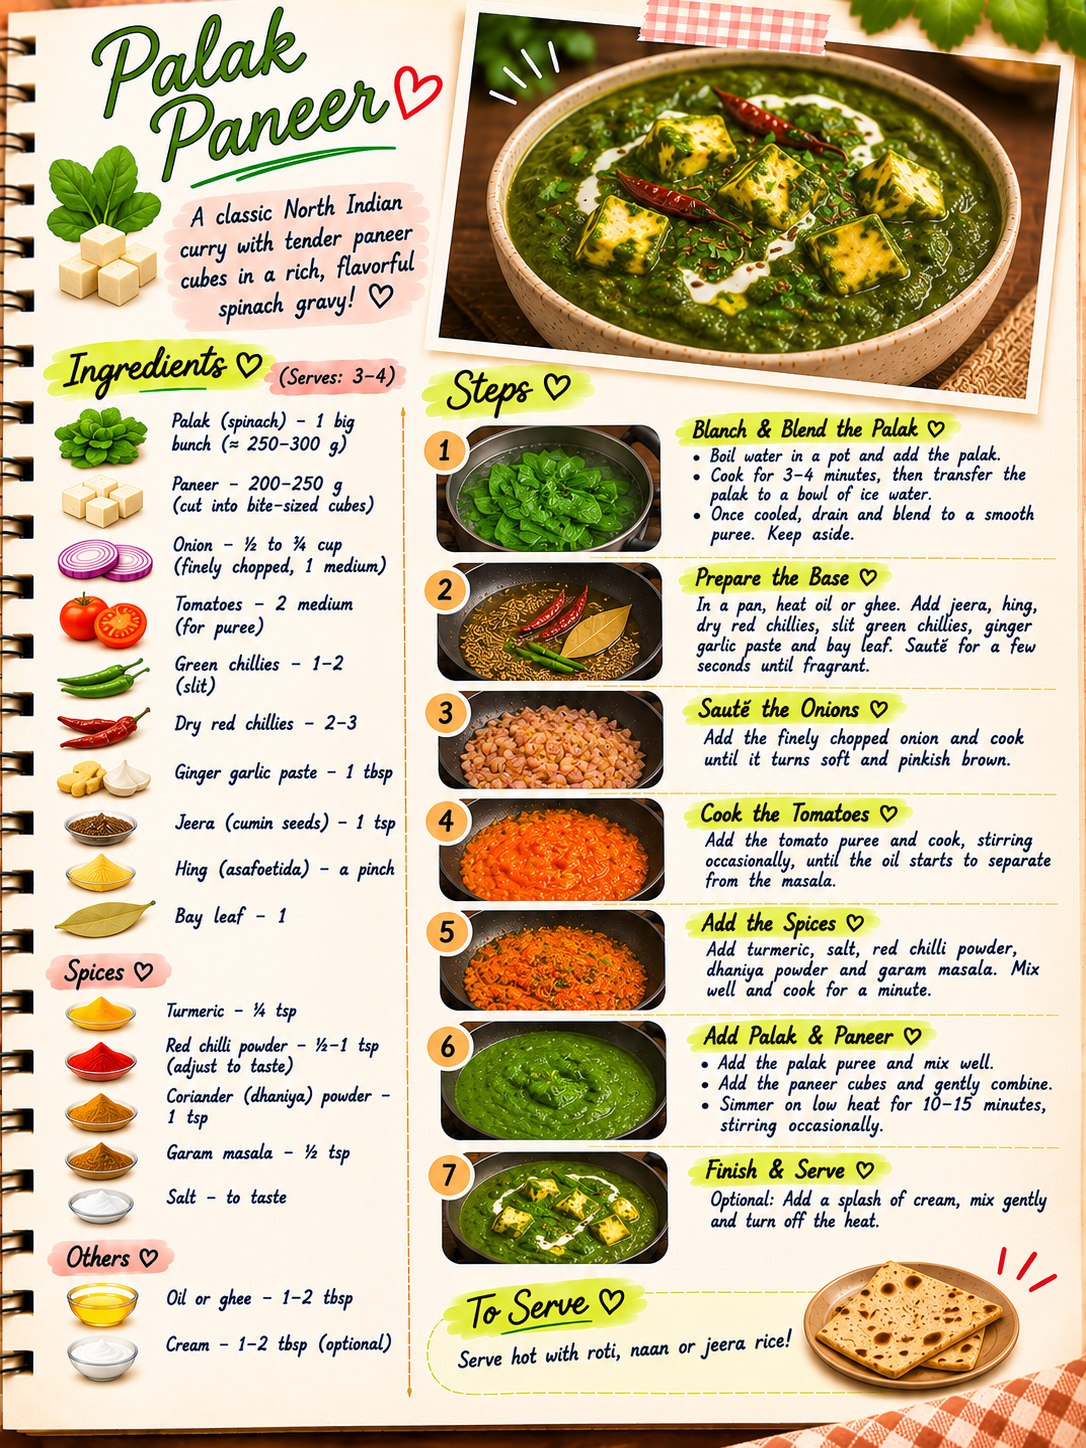 Palak
Paneer
A classic North Indian
curry with tender paneer
cubes in a rich, flavorful
spinach gravy!
Ingredients
(Serves: 3-4)
Palak (spinach) – 1 big
bunch (≈ 250-300 g)
Paneer – 200-250 g
(cut into bite-sized cubes)
Onion – ½ to ¾ cup
(finely chopped, 1 medium)
Tomatoes – 2 medium
(for puree)
Green chillies – 1-2
(slit)
Dry red chillies – 2-3
Ginger garlic paste – 1 tbsp
Jeera (cumin seeds) – 1 tsp
Hing (asafoetida) – a pinch
Bay leaf – 1
Spices
Turmeric – ¼ tsp
Red chilli powder – ½-1 tsp
(adjust to taste)
Coriander (dhaniya) powder –
1 tsp
Garam masala – ½ tsp
Salt – to taste
Others
Oil or ghee – 1-2 tbsp
Cream – 1-2 tbsp (optional)
Steps
1
Blanch & Blend the Palak
• Boil water in a pot and add the palak.
• Cook for 3-4 minutes, then transfer the
palak to a bowl of ice water.
• Once cooled, drain and blend to a smooth
puree. Keep aside.
2
Prepare the Base
In a pan, heat oil or ghee. Add jeera, hing,
dry red chillies, slit green chillies, ginger
garlic paste and bay leaf. Sautĕ for a few
seconds until fragrant.
3
Sautĕ the Onions
Add the finely chopped onion and cook
until it turns soft and pinkish brown.
4
Cook the Tomatoes
Add the tomato puree and cook, stirring
occasionally, until the oil starts to separate
from the masala.
5
Add the Spices
Add turmeric, salt, red chilli powder,
dhaniya powder and garam masala. Mix
well and cook for a minute.
6
Add Palak & Paneer
• Add the palak puree and mix well.
• Add the paneer cubes and gently combine.
• Simmer on low heat for 10-15 minutes,
stirring occasionally.
7
Finish & Serve
Optional: Add a splash of cream, mix gently
and turn off the heat.
To Serve
Serve hot with roti, naan or jeera rice!